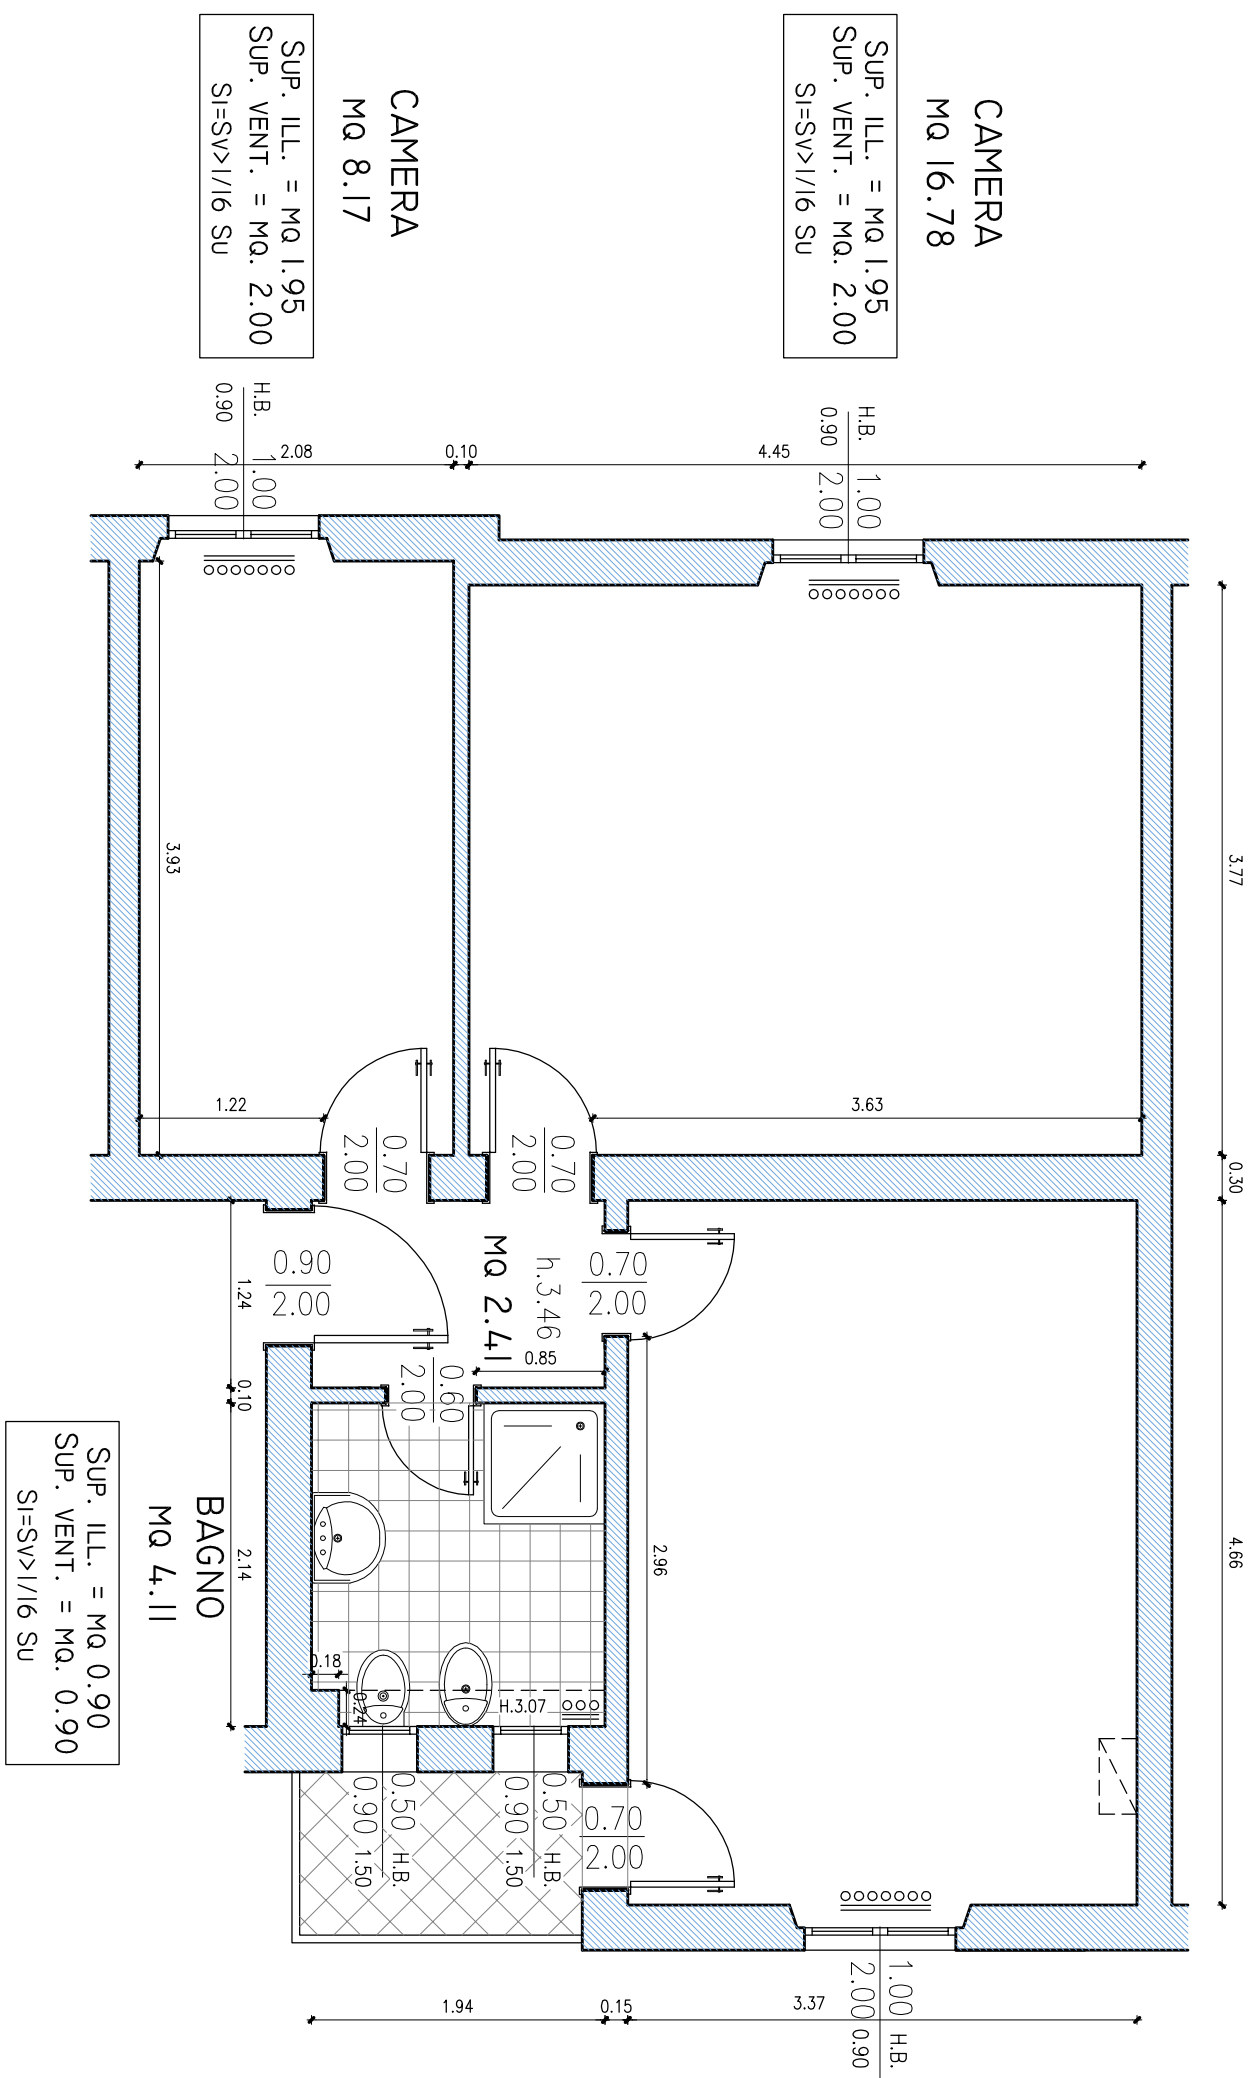 CAMERA
MQ 16.78
SUP. ILL. = MQ 1.95
SUP. VENT. = MQ. 2.00
SI=SV>1/16 SU
CAMERA
MQ 8.17
SUP. ILL. = MQ 1.95
SUP. VENT. = MQ. 2.00
SI=SV>1/16 SU
H.B.
0.90
1.00
2.00
H.B.
0.90
1.00
2.00
2.08
0.10
4.45
3.77
0.30
4.66
3.93
1.22
3.63
0.70
2.00
0.70
2.00
0.90
2.00
MQ 2.41
h.3.46
0.70
2.00
0.85
0.60
2.00
1.24
0.10
2.14
2.96
BAGNO
MQ 4.11
SUP. ILL. = MQ 0.90
SUP. VENT. = MQ. 0.90
SI=SV>1/16 SU
0.18
0.24
H.3.07
0.50
0.90
H.B.
1.50
0.50
0.90
H.B.
1.50
0.70
2.00
1.00
2.00
H.B.
0.90
1.94
0.15
3.37